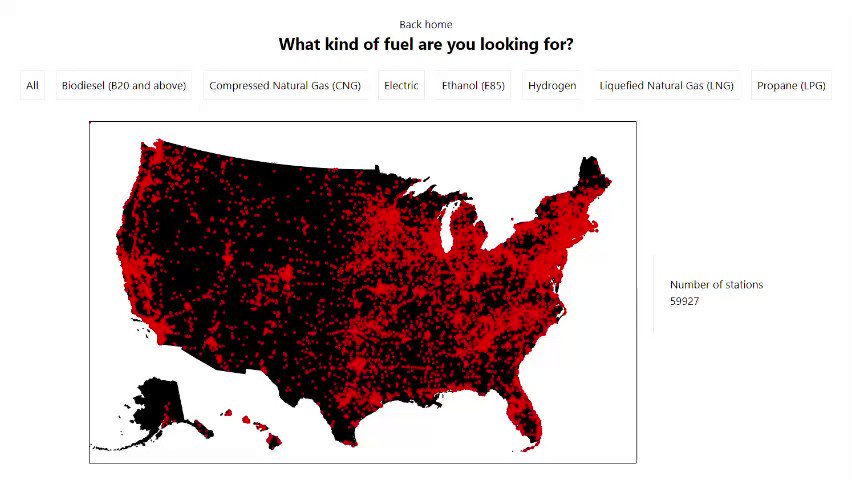 Back home
What kind of fuel are you looking for?
All Biodiesel (B20 and above) Compressed Natural Gas (CNG) Electric Ethanol (E85) Hydrogen Liquefied Natural Gas (LNG) Propane (LPG)
Number of stations
59927